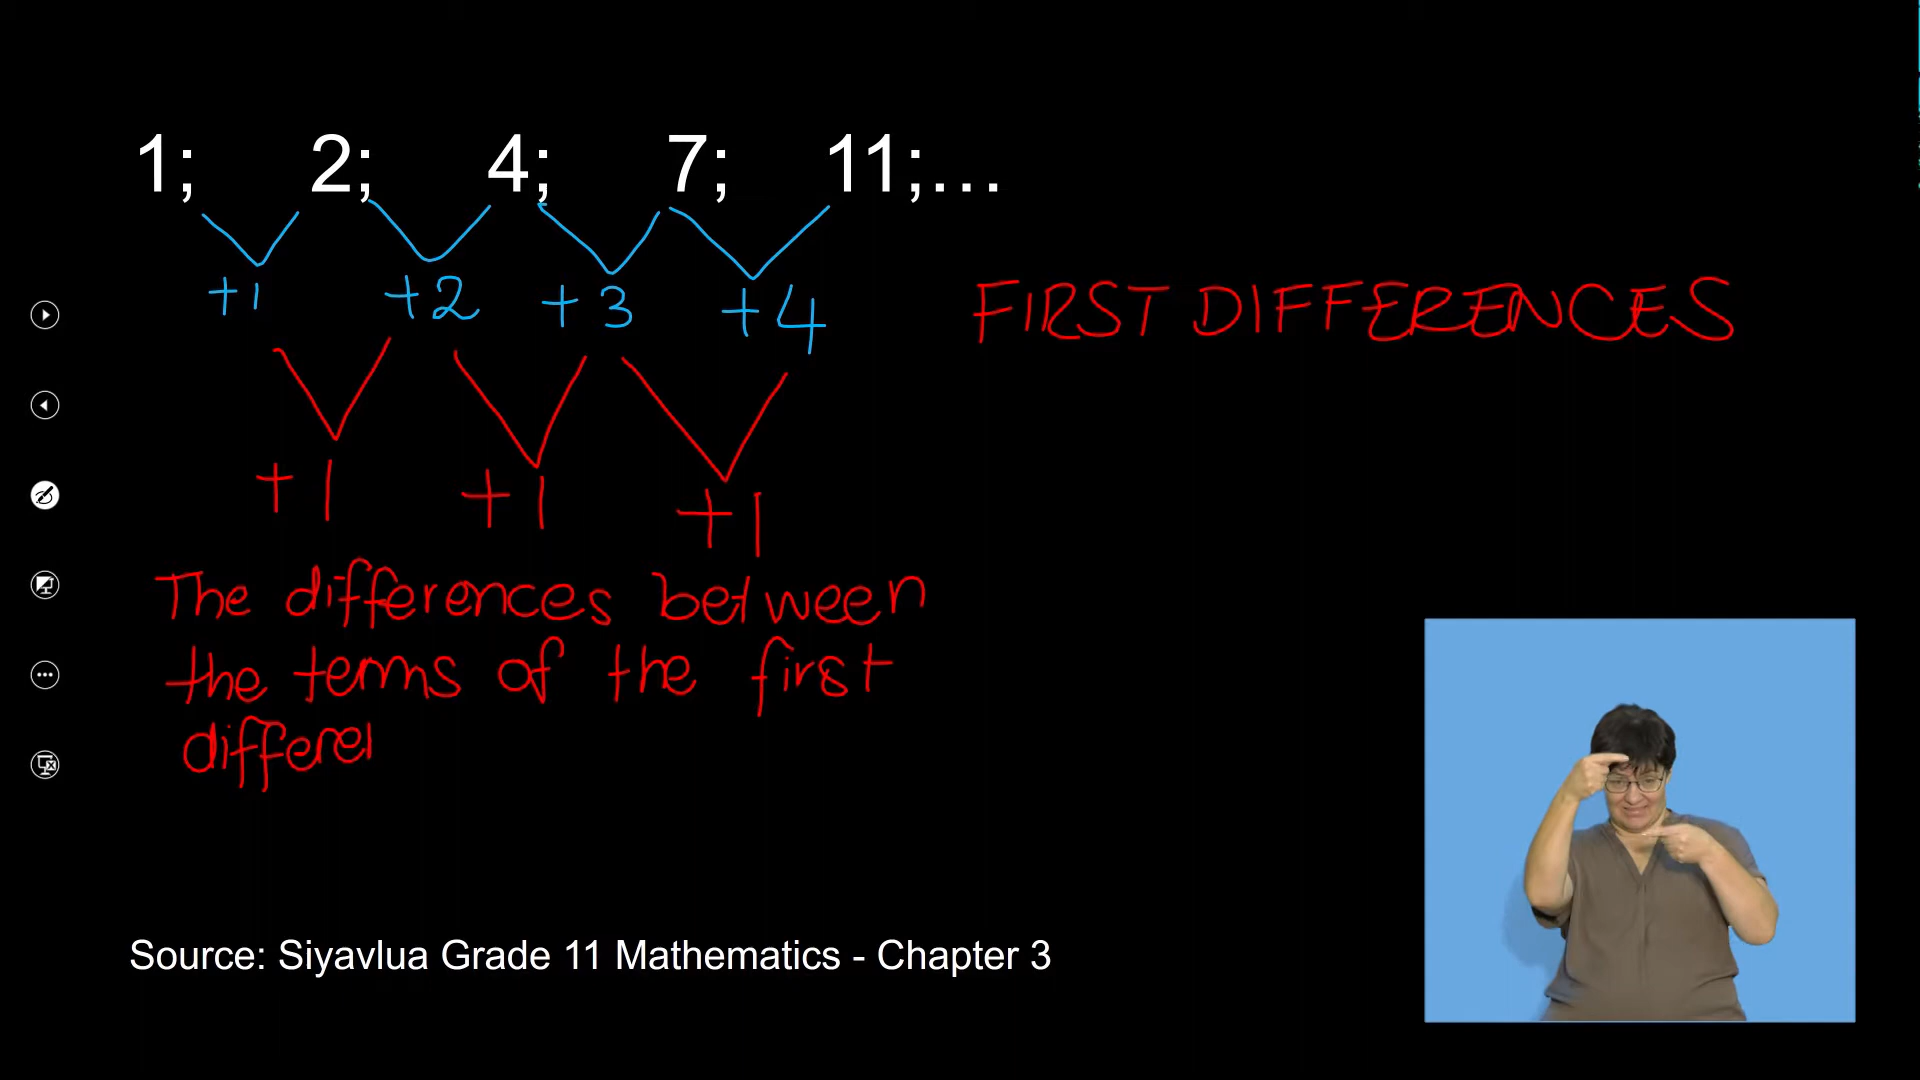 1; 2; 4; 7; 11;...
+1 +2 +3 +4
FIRST DIFFERENCES
+1 +1 +1
The differences between
the terms of the first
differe
Source: Siyavlua Grade 11 Mathematics - Chapter 3